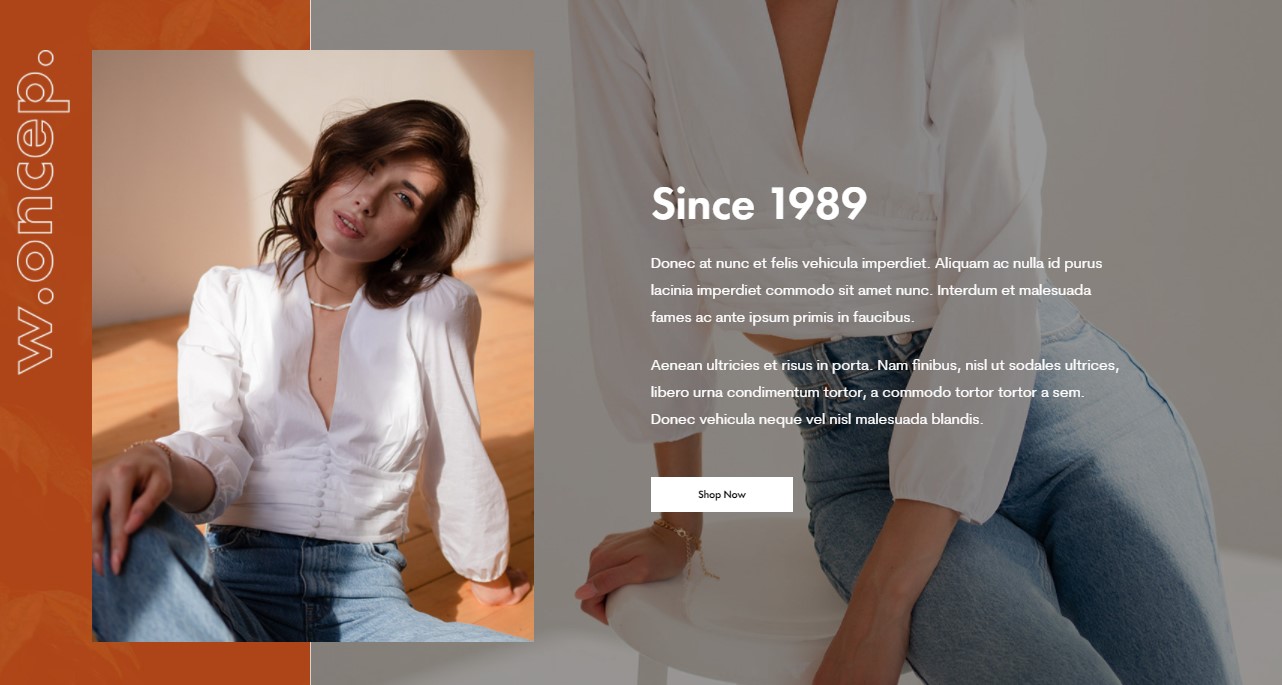 w.oncep.
Since 1989
Donec at nunc et felis vehicula imperdiet. Aliquam ac nulla id purus
lacinia imperdiet commodo sit amet nunc. Interdum et malesuada
fames ac ante ipsum primis in faucibus.
Aenean ultricies et risus in porta. Nam finibus, nisl ut sodales ultrices,
libero urna condimentum tortor, a commodo tortor tortor a sem.
Donec vehicula neque vel nisl malesuada blandis.
Shop Now